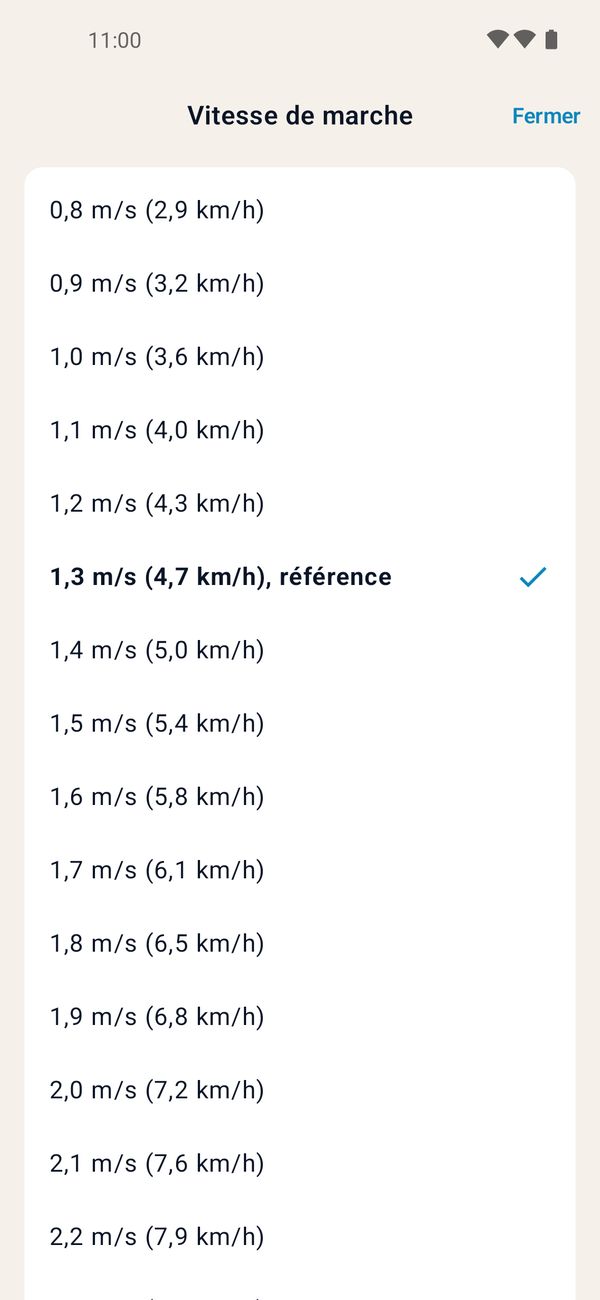 11:00
Vitesse de marche
Fermer
0,8 m/s (2,9 km/h)
0,9 m/s (3,2 km/h)
1,0 m/s (3,6 km/h)
1,1 m/s (4,0 km/h)
1,2 m/s (4,3 km/h)
1,3 m/s (4,7 km/h), référence
1,4 m/s (5,0 km/h)
1,5 m/s (5,4 km/h)
1,6 m/s (5,8 km/h)
1,7 m/s (6,1 km/h)
1,8 m/s (6,5 km/h)
1,9 m/s (6,8 km/h)
2,0 m/s (7,2 km/h)
2,1 m/s (7,6 km/h)
2,2 m/s (7,9 km/h)